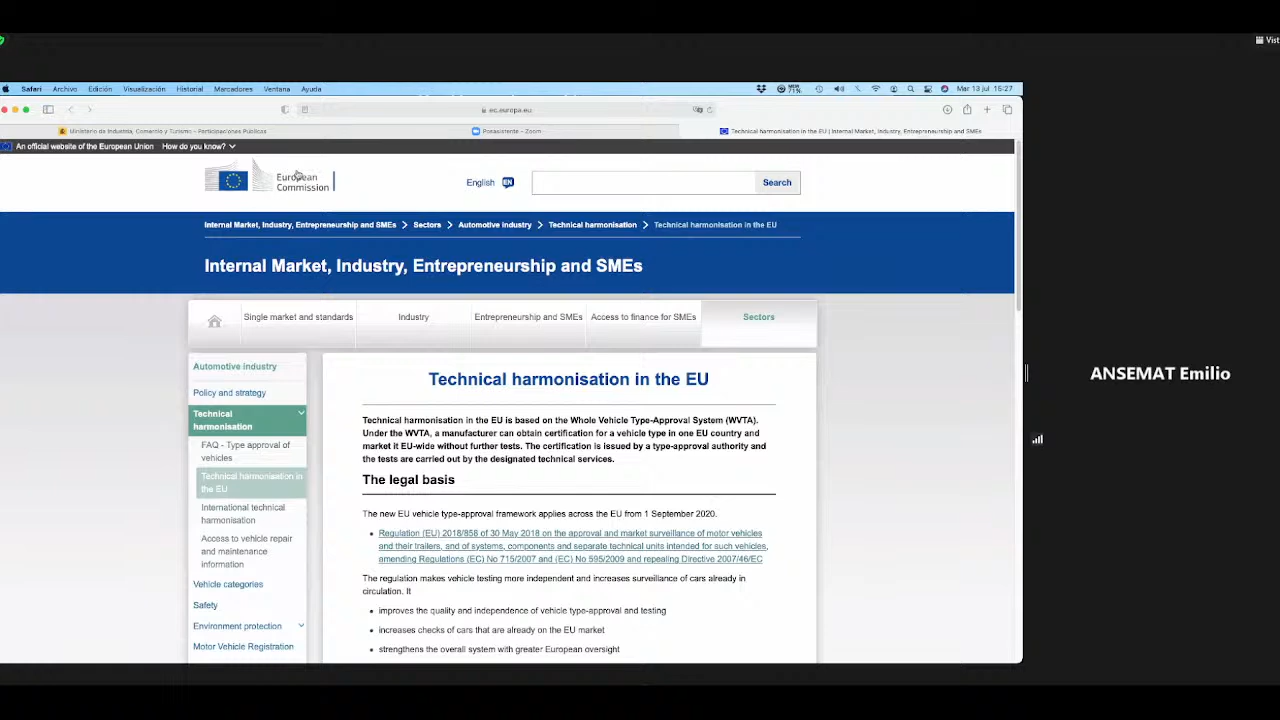 Vist
Safari Archivo Edición Visualización Historial Marcadores Ventana Ayuda
Mar 13 jul 15:27
ec.europa.eu
Ministerio de Industria, Comercio y Turismo - Participaciones Públicas
Posasistente - Zoom
Technical harmonisation in the EU | Internal Market, Industry, Entrepreneurship and SMEs
An official website of the European Union How do you know?
European
Commission
English EN
Search
Internal Market, Industry, Entrepreneurship and SMEs > Sectors > Automotive industry > Technical harmonisation > Technical harmonisation in the EU
Internal Market, Industry, Entrepreneurship and SMEs
Single market and standards
Industry
Entrepreneurship and SMEs
Access to finance for SMEs
Sectors
Automotive industry
Policy and strategy
Technical
harmonisation
FAQ - Type approval of
vehicles
Technical harmonisation in
the EU
International technical
harmonisation
Access to vehicle repair
and maintenance
information
Vehicle categories
Safety
Environment protection
Motor Vehicle Registration
Technical harmonisation in the EU
Technical harmonisation in the EU is based on the Whole Vehicle Type-Approval System (WVTA).
Under the WVTA, a manufacturer can obtain certification for a vehicle type in one EU country and
market it EU-wide without further tests. The certification is issued by a type-approval authority and
the tests are carried out by the designated technical services.
The legal basis
The new EU vehicle type-approval framework applies across the EU from 1 September 2020.
• Regulation (EU) 2018/858 of 30 May 2018 on the approval and market surveillance of motor vehicles
and their trailers, and of systems, components and separate technical units intended for such vehicles,
amending Regulations (EC) No 715/2007 and (EC) No 595/2009 and repealing Directive 2007/46/EC
The regulation makes vehicle testing more independent and increases surveillance of cars already in
circulation. It
• improves the quality and independence of vehicle type-approval and testing
• increases checks of cars that are already on the EU market
• strengthens the overall system with greater European oversight
ANSEMAT Emilio